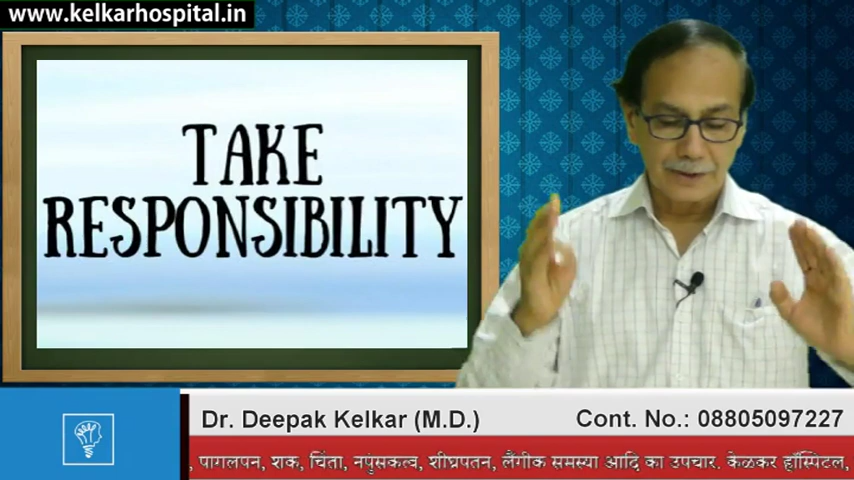 www.kelkarhospital.in
TAKE
RESPONSIBILITY
Dr. Deepak Kelkar (M.D.)
Cont. No.: 08805097227
, पागलपन, शक, चिंता, नपुंसकत्व, शीघ्रपतन, लैंगीक समस्या आदि का उपचार. केळकर हॉस्पिटल,